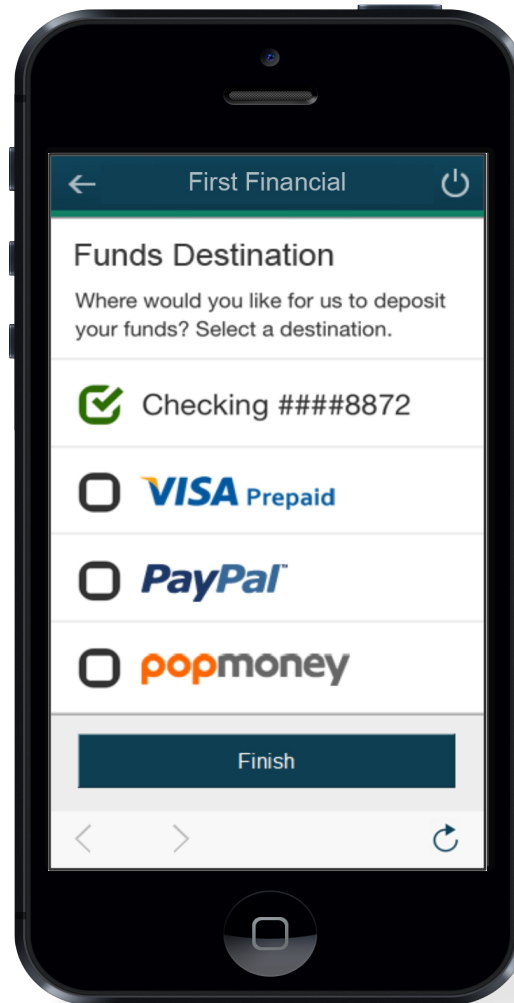 First Financial
Funds Destination
Where would you like for us to deposit
your funds? Select a destination.
Checking ####8872
VISA Prepaid
PayPal™
popmoney
Finish